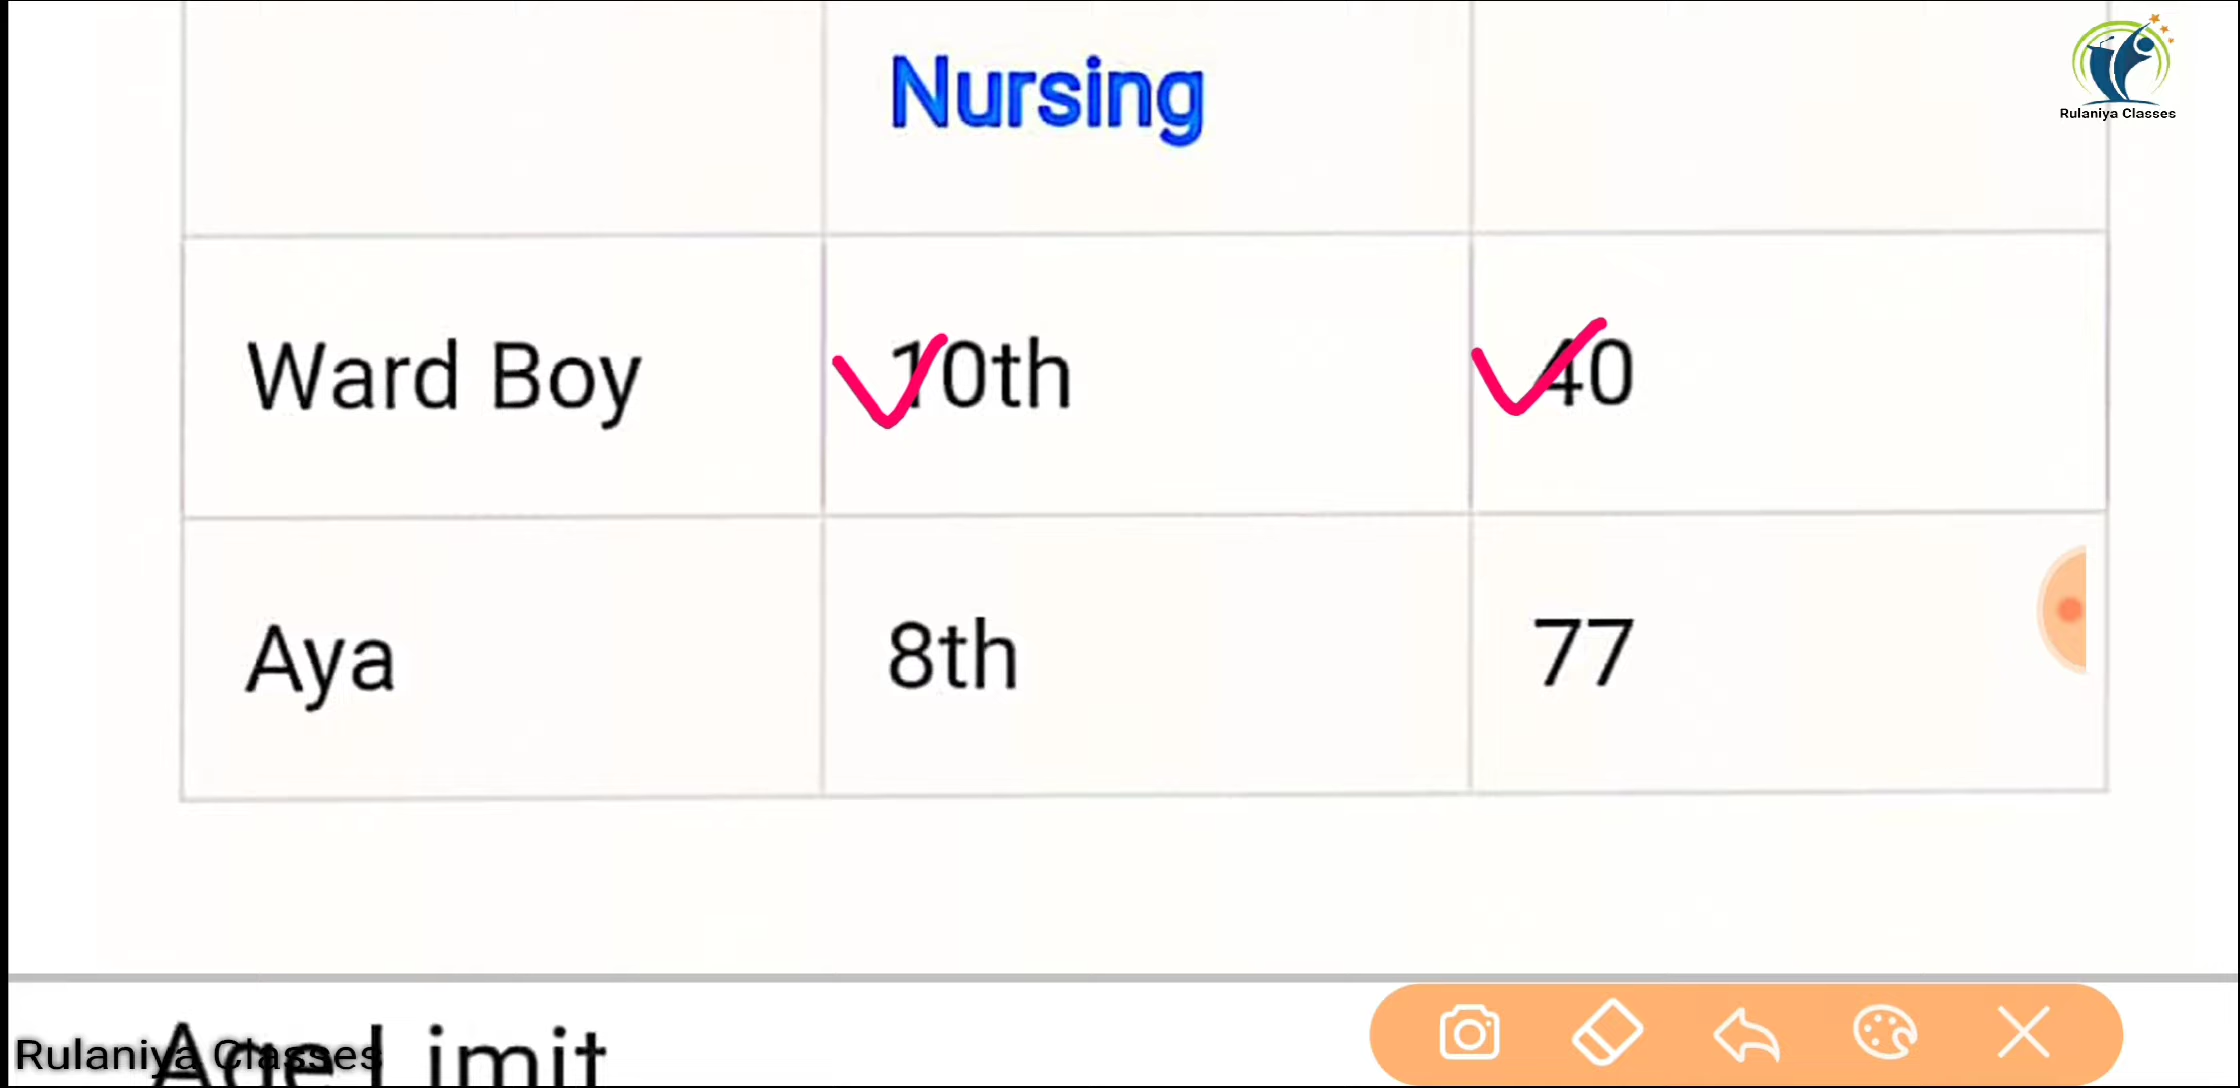 Nursing
Rulaniya Classes
Ward Boy 10th 40
Aya 8th 77
Age Limit
Rulaniya Classes